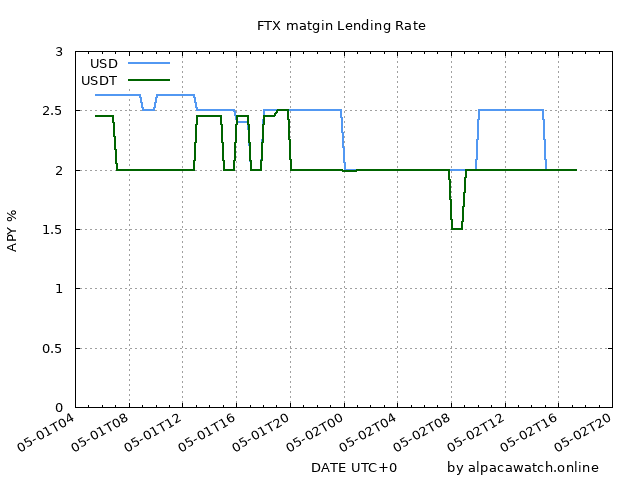 FTX matgin Lending Rate
USD
USDT
3
2.5
2
1.5
1
0.5
0
APY %
05-01T04
05-01T08
05-01T12
05-01T16
05-01T20
05-02T00
05-02T04
05-02T08
05-02T12
05-02T16
05-02T20
DATE UTC+0
by alpacawatch.online